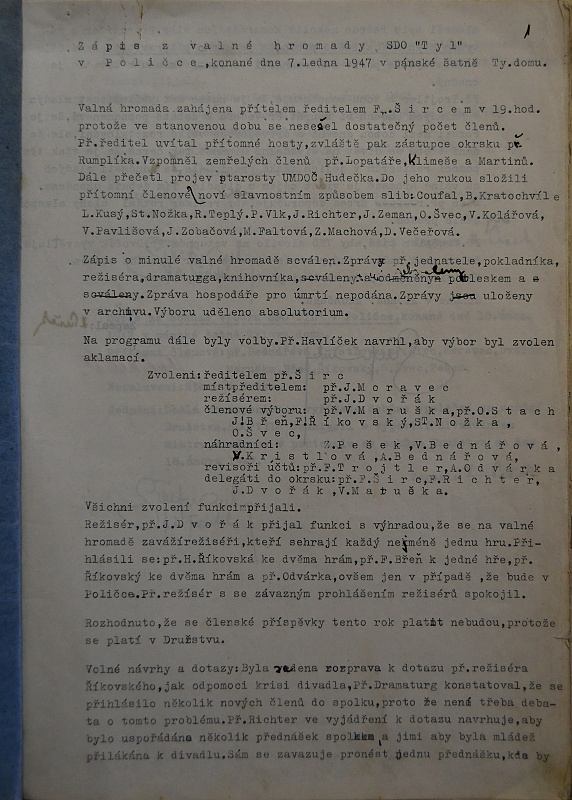 1
Zápis z valné hromady SDO "Tyl"
v Poličce,konané dne 7.ledna 1947 v pánské šatně Ty.domu.
Valná hromada zahájena přítelem ředitelem F.Šircem v 19.hod.
protože ve stanovenou dobu se nesešel dostatečný počet členů.
Př.ředitel uvítal přítomné hosty,zvláště pak zástupce okrsku př.
Rumplíka.Vzpomněl zemřelých členů př.Lopatáře,Klimeše a Martinů.
Dále přečetl projev starosty UMDOČ Hudečka.Do jeho rukou složili
přítomní členové noví slavnostním způsobem slib:Coufal,B.Kratochvíle
L.Kusý,St.Nožka,R.Teplý.P.Vlk,J.Richter,J.Zeman,O.Švec,V.Kolářová,
V.Pavlišová,J.Zobačová,M.Faltová,Z.Machová,D.Večeřová.
Zápis o minulé valné hromadě scválen.Zprávy př.jednatele,pokladníka,
režiséra,dramaturga,knihovníka,scváleny a odměněny potleskem a
scváleny.Zpráva hospodáře pro úmrtí nepodána.Zprávy jsou uloženy
v archivu.Výboru uděleno absolutorium.
Na programu dále byly volby.Př.Havlíček navrhl,aby výbor byl zvolen
aklamací.
Zvoleni:ředitelem př.Širc
místpředitelem: př.J.Moravec
režisérem: př.J.Dvořák
členové výboru: př.V.Maruška,př.O.Stach
J.Břeň,F.Říkovský,ST.Nožka,
O.Švec,
náhradníci: Z.Pešek,V.Bednářová,
V.Kristlová,A.Bednářová,
revisoři účtů:př.F.Trojtler,A.Odvárka
delegáti do okrsku:př.F.Širc,F.Richter,
J.Dvořák,V.Maruška.
Všichni zvolení funkci přijali.
Režisér,př.J.Dvořák přijal funkci s výhradou,že se na valné
hromadě zaváží režiséři,kteří sehrají každý nejméně jednu hru.Při-
hlásili se:př.H.Říkovská ke dvěma hrám,př.F.Břeň k jedné hře,př.
Říkovský ke dvěma hrám a př.Odvárka,ovšem jen v případě ,že bude v
Poličce.Př.režisér s se závazným prohlášením režisérů spokojil.
Rozhodnuto,že se členské příspěvky tento rok platit nebudou,protože
se platí v Družstvu.
Volné návrhy a dotazy:Byla vedena rozprava k dotazu př.režiséra
Říkovského,jak odpomoci krisi divadla,Př.Dramaturg konstatoval,že se
přihlásilo několik nových členů do spolku,proto že není třeba deba-
ta o tomto problému.Př.Richter ve vyjádření k dotazu navrhuje,aby
bylo uspořádána několik přednášek spolkem a jimi aby byla mládež
přilákána k divadlu.Sám se zavazuje pronést jednu přednášku,kde by